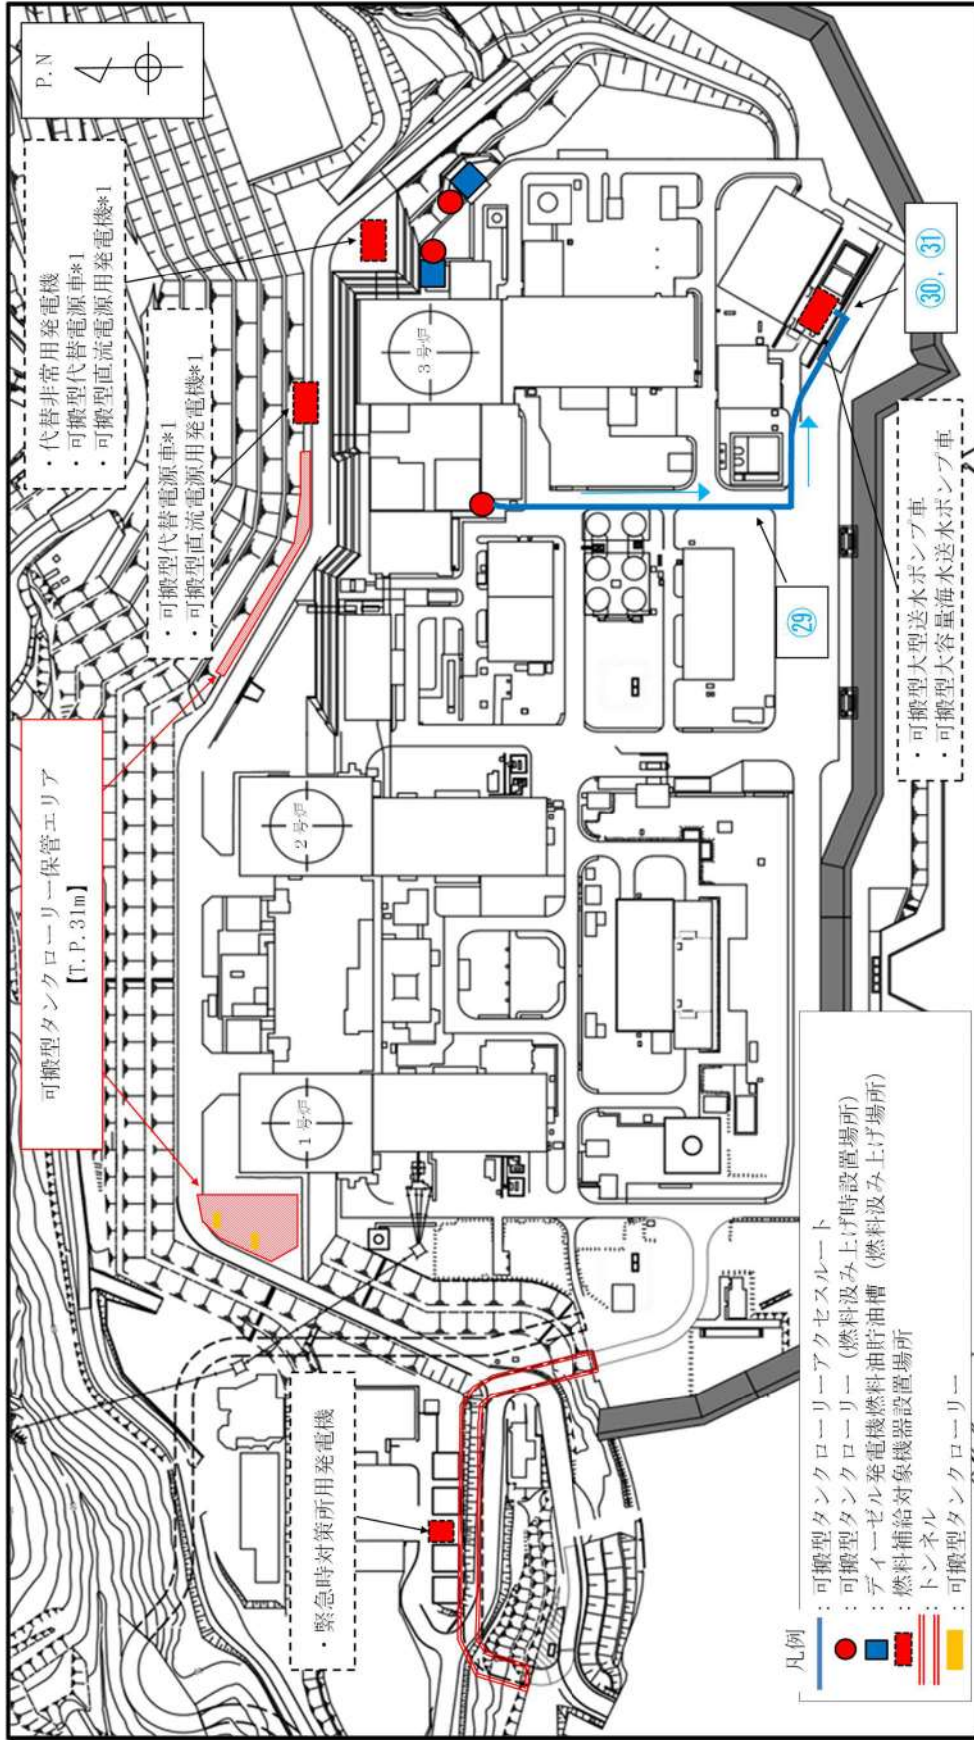 P.N
・代替非常用発電機
・可搬型代替電源車*1
・可搬型直流電源用発電機*1
・可搬型代替電源車*1
・可搬型直流電源用発電機*1
可搬型タンクローリー保管エリア
【T.P.31m】
・緊急時対策所用発電機
1号炉
2号炉
3号炉
㉙
㉚, ㉛
・可搬型大型送水ポンプ車
・可搬型大容量海水送水ポンプ車
凡例
：可搬型タンクローリーアクセスルート
：可搬型タンクローリー（燃料汲み上げ時設置場所）
：ディーゼル発電機燃料油貯油槽（燃料汲み上げ場所）
：燃料補給対象機器設置場所
：トンネル
：可搬型タンクローリー